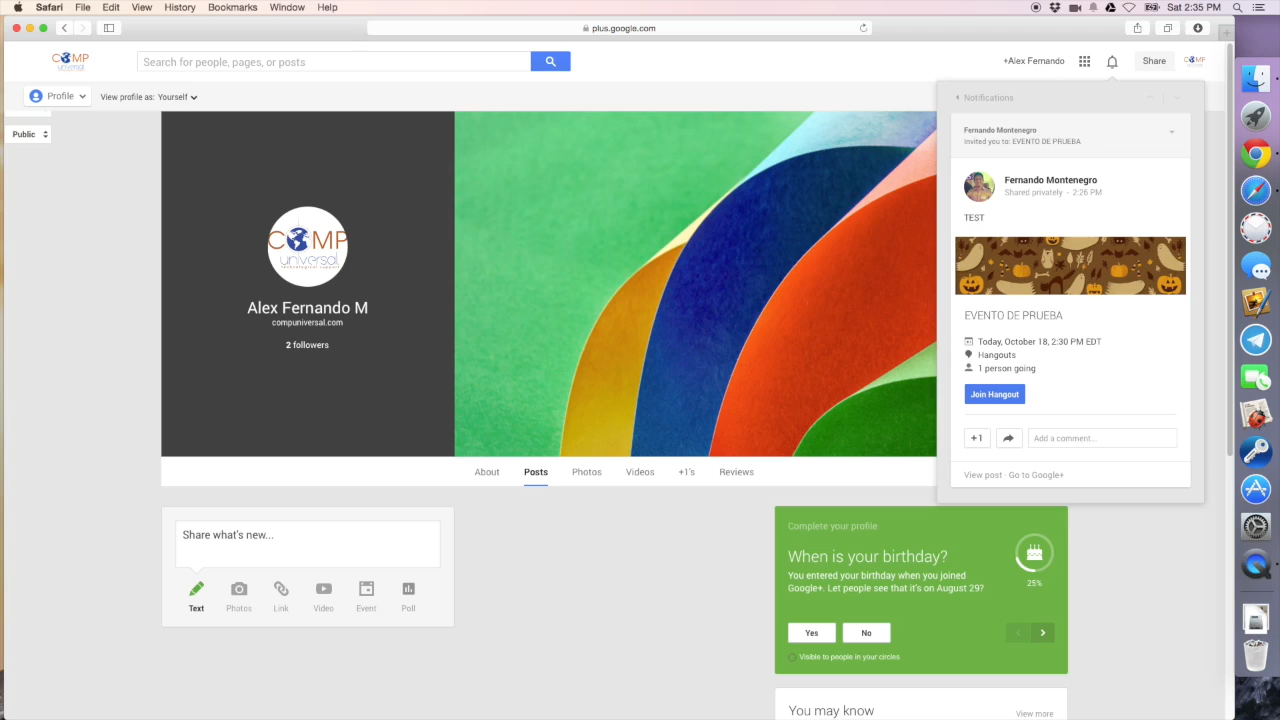 Safari File Edit View History Bookmarks Window Help
Sat 2:35 PM
plus.google.com
COMP
universal
Search for people, pages, or posts
+Alex Fernando
Share
Profile
View profile as: Yourself
Public
COMP
universal
technological support
Alex Fernando M
compuniversal.com
2 followers
Notifications
Fernando Montenegro
Invited you to: EVENTO DE PRUEBA
Fernando Montenegro
Shared privately - 2:26 PM
TEST
EVENTO DE PRUEBA
Today, October 18, 2:30 PM EDT
Hangouts
1 person going
Join Hangout
+1
Add a comment...
View post · Go to Google+
About Posts Photos Videos +1's Reviews
Share what's new...
Text Photos Link Video Event Poll
Complete your profile
When is your birthday?
You entered your birthday when you joined
Google+. Let people see that it's on August 29?
25%
Yes No
Visible to people in your circles
You may know
View more